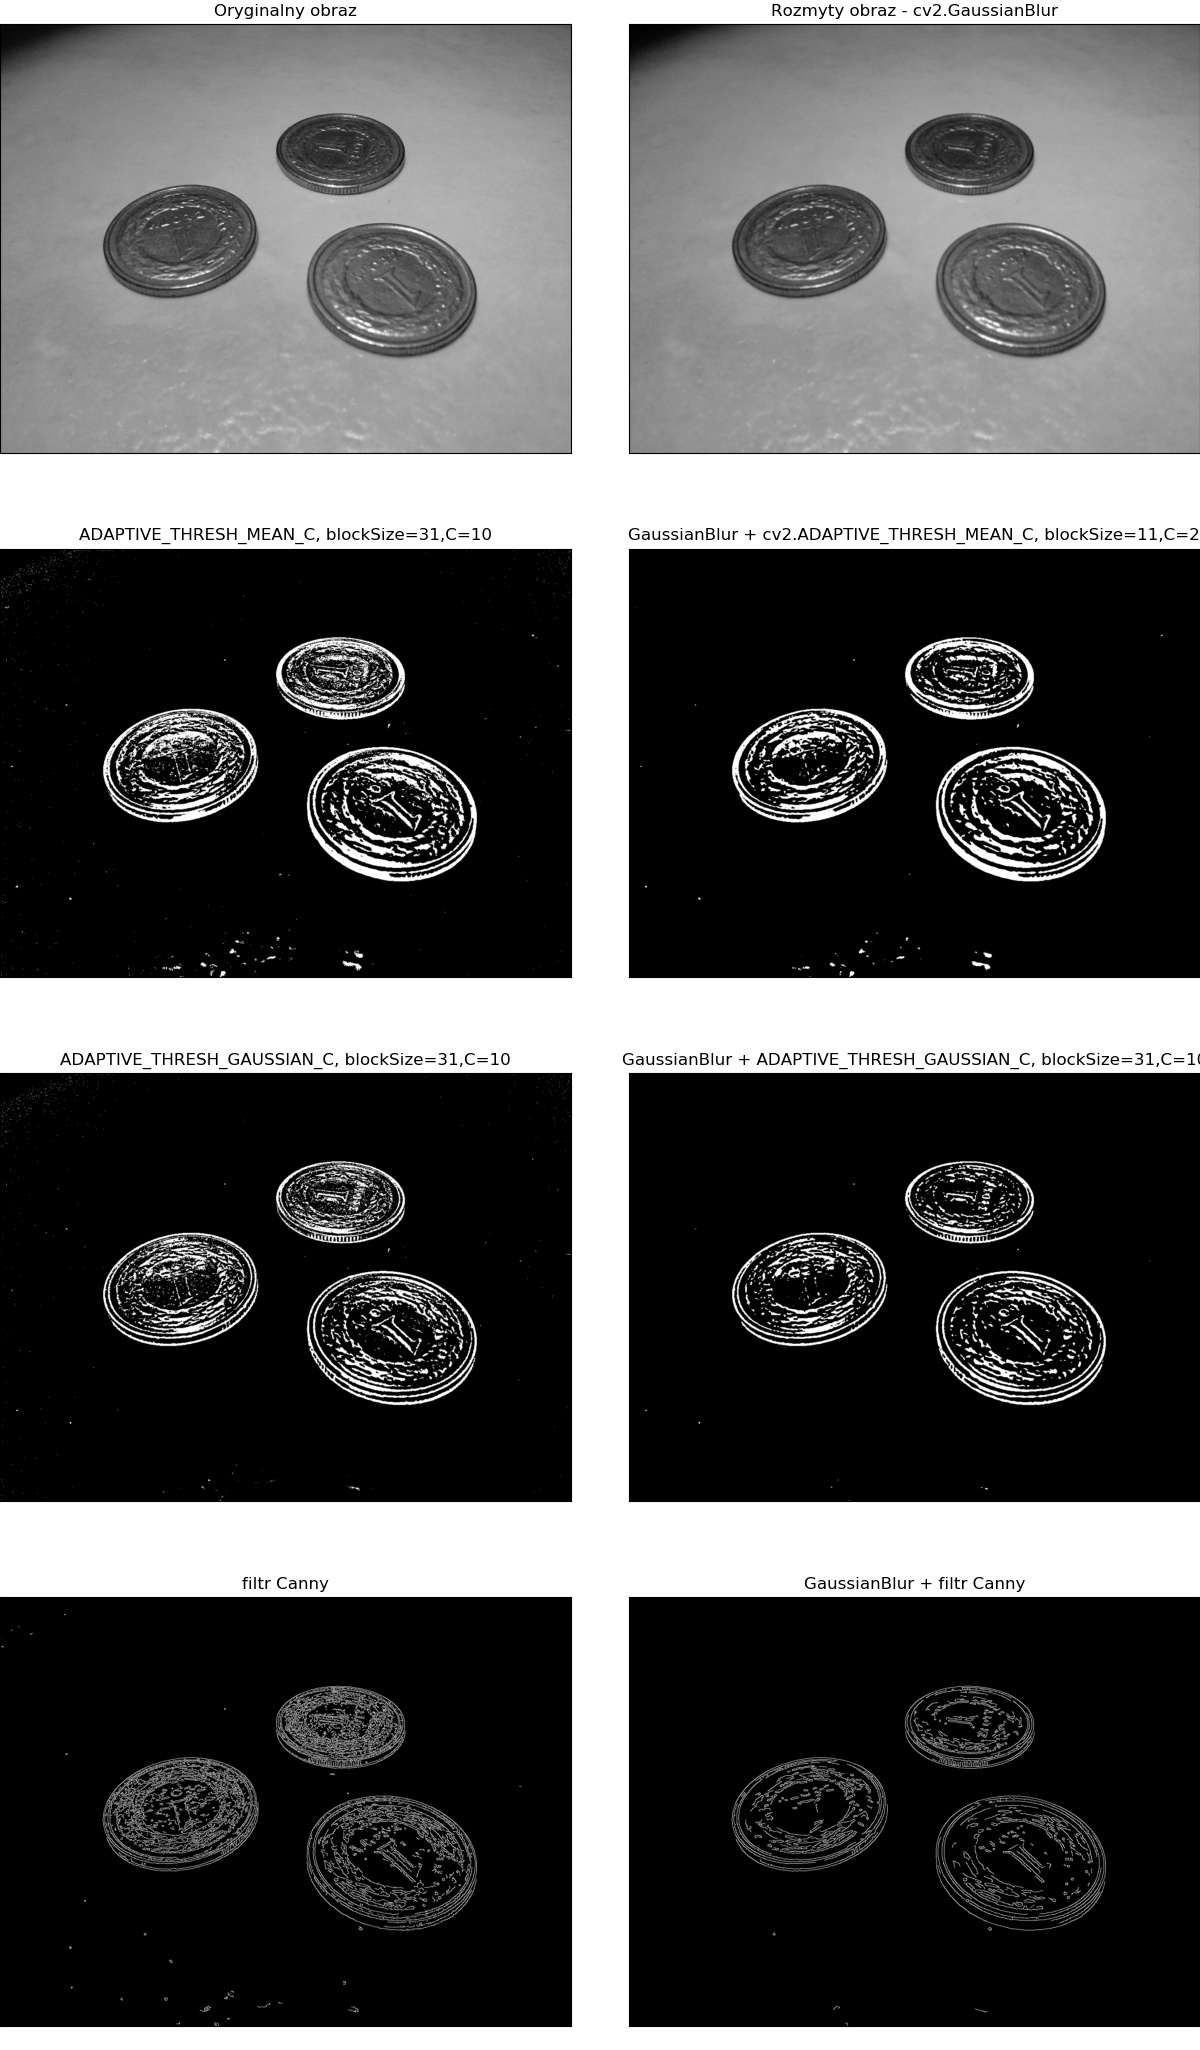 Oryginalny obraz
Rozmyty obraz - cv2.GaussianBlur
ADAPTIVE_THRESH_MEAN_C, blockSize=31,C=10
GaussianBlur + cv2.ADAPTIVE_THRESH_MEAN_C, blockSize=11,C=2
ADAPTIVE_THRESH_GAUSSIAN_C, blockSize=31,C=10
GaussianBlur + ADAPTIVE_THRESH_GAUSSIAN_C, blockSize=31,C=10
filtr Canny
GaussianBlur + filtr Canny